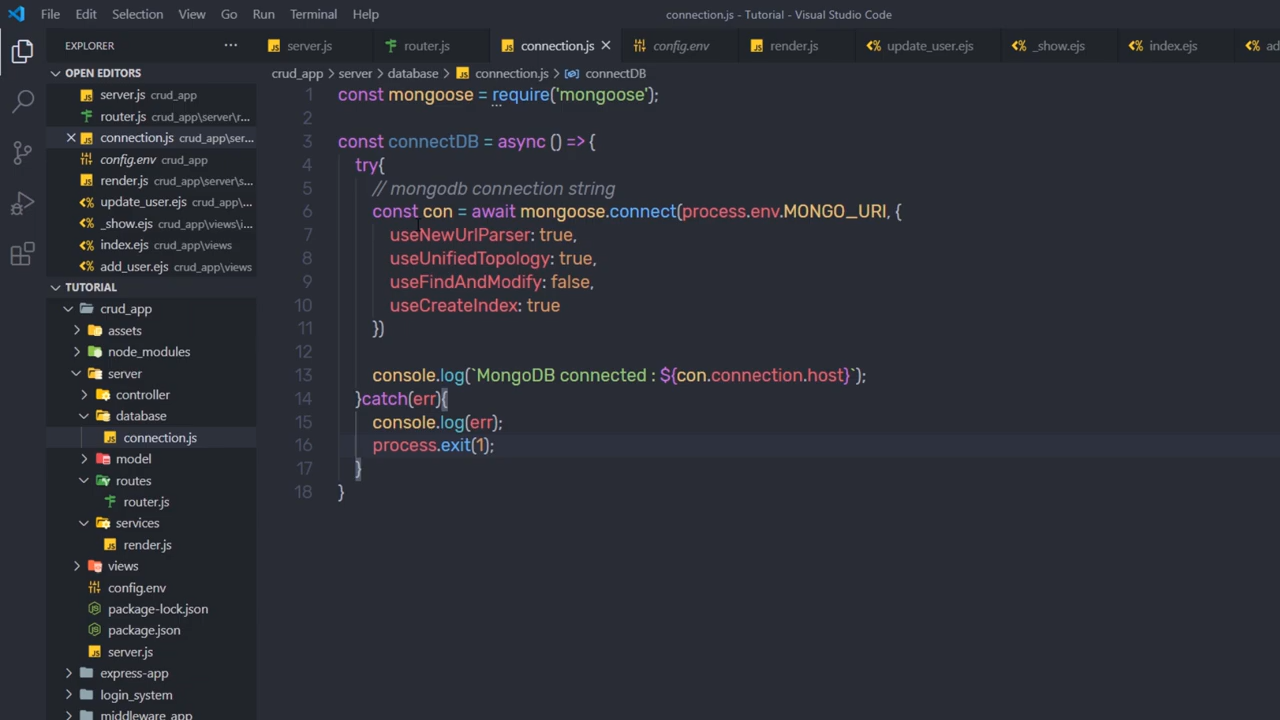 File Edit Selection View Go Run Terminal Help connection.js - Tutorial - Visual Studio Code
EXPLORER ··· server.js router.js connection.js config.env render.js update_user.ejs _show.ejs index.ejs ad
OPEN EDITORS
server.js crud_app
router.js crud_app\server\r...
connection.js crud_app\ser...
config.env crud_app
render.js crud_app\server\s...
update_user.ejs crud_app\...
_show.ejs crud_app\views\i...
index.ejs crud_app\views
add_user.ejs crud_app\views
TUTORIAL
crud_app
assets
node_modules
server
controller
database
connection.js
model
routes
router.js
services
render.js
views
config.env
package-lock.json
package.json
server.js
express-app
login_system
middleware_app
crud_app > server > database > connection.js > connectDB
1 const mongoose = require('mongoose');
2
3 const connectDB = async () => {
4 try{
5 // mongodb connection string
6 const con = await mongoose.connect(process.env.MONGO_URI, {
7 useNewUrlParser: true,
8 useUnifiedTopology: true,
9 useFindAndModify: false,
10 useCreateIndex: true
11 })
12
13 console.log(`MongoDB connected : ${con.connection.host}`);
14 }catch(err){
15 console.log(err);
16 process.exit(1);
17 }
18 }